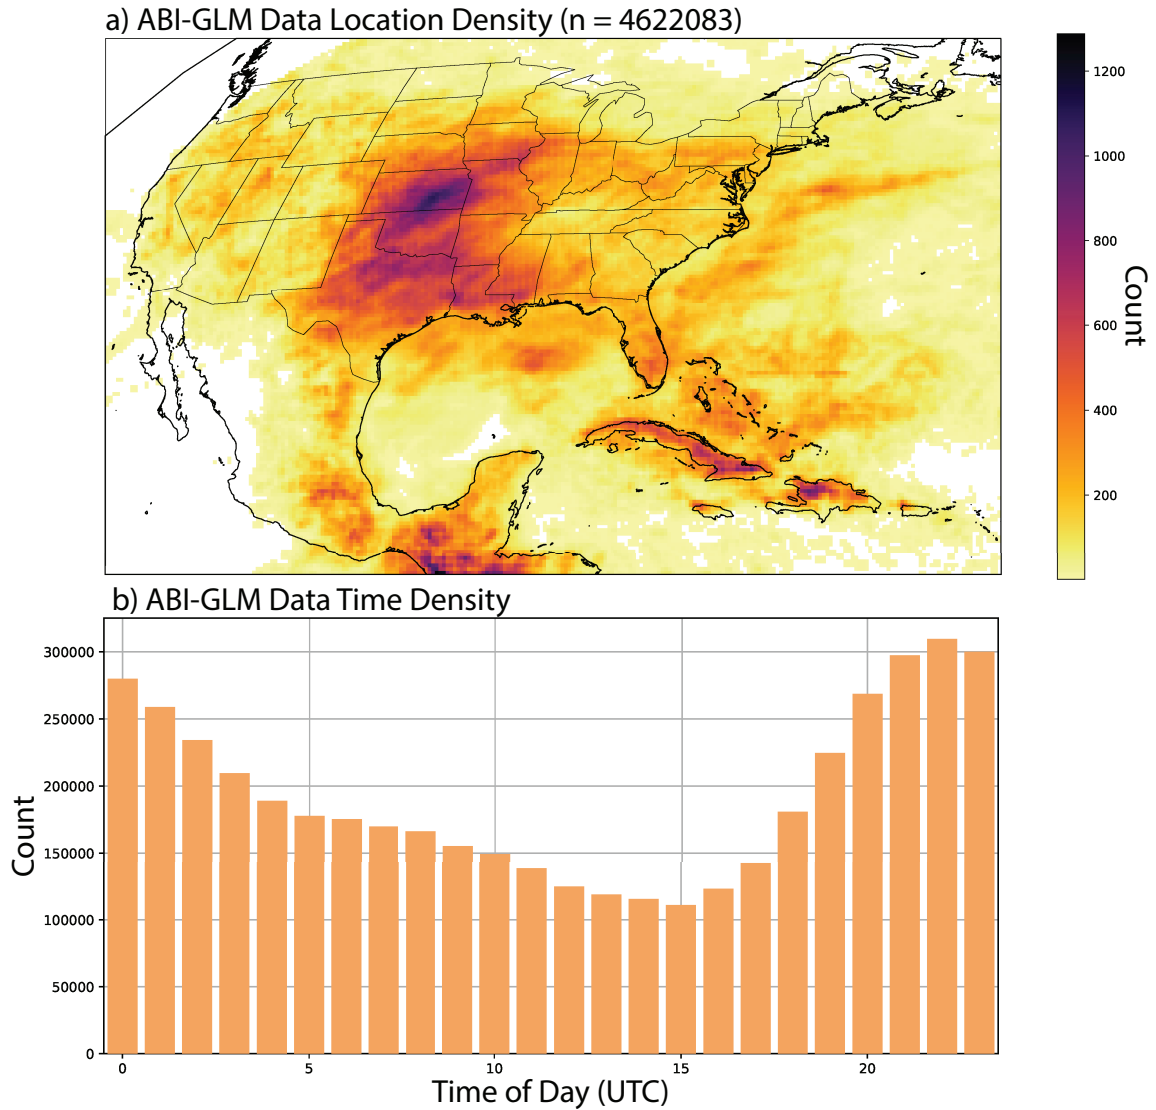 a) ABI-GLM Data Location Density (n = 4622083)
1200
1000
800
600
400
200
Count
b) ABI-GLM Data Time Density
300000
250000
200000
150000
100000
50000
0
Count
0 5 10 15 20
Time of Day (UTC)